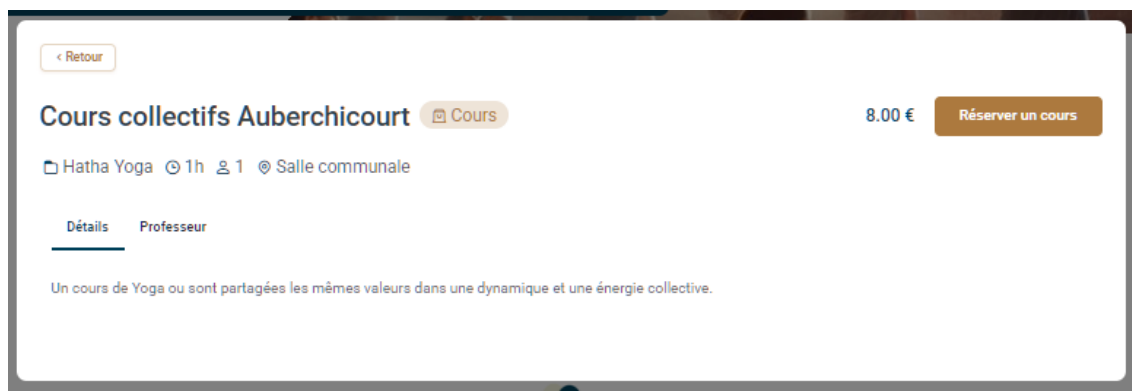 ‹ Retour
Cours collectifs Auberchicourt Cours 8.00 € Réserver un cours
Hatha Yoga 1h 1 Salle communale
Détails Professeur
Un cours de Yoga ou sont partagées les mêmes valeurs dans une dynamique et une énergie collective.